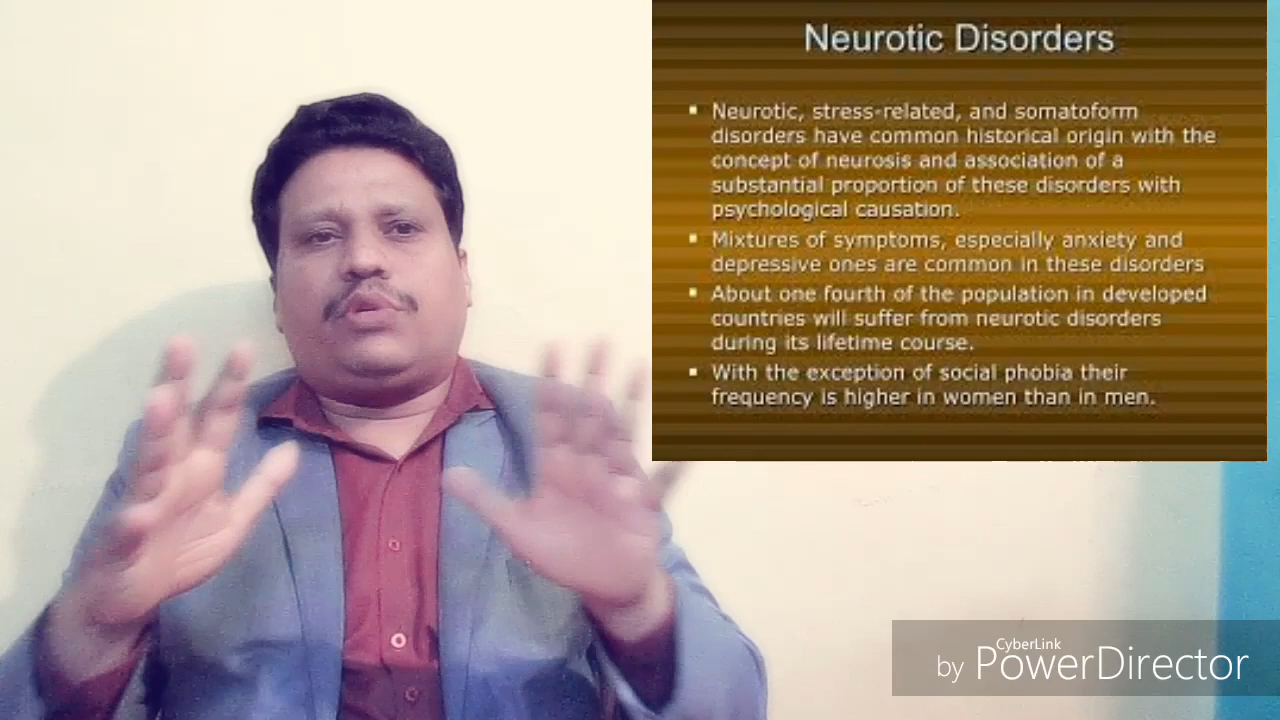 Neurotic Disorders
Neurotic, stress-related, and somatoform
disorders have common historical origin with the
concept of neurosis and association of a
substantial proportion of these disorders with
psychological causation.
Mixtures of symptoms, especially anxiety and
depressive ones are common in these disorders
About one fourth of the population in developed
countries will suffer from neurotic disorders
during its lifetime course.
With the exception of social phobia their
frequency is higher in women than in men.
CyberLink
by PowerDirector